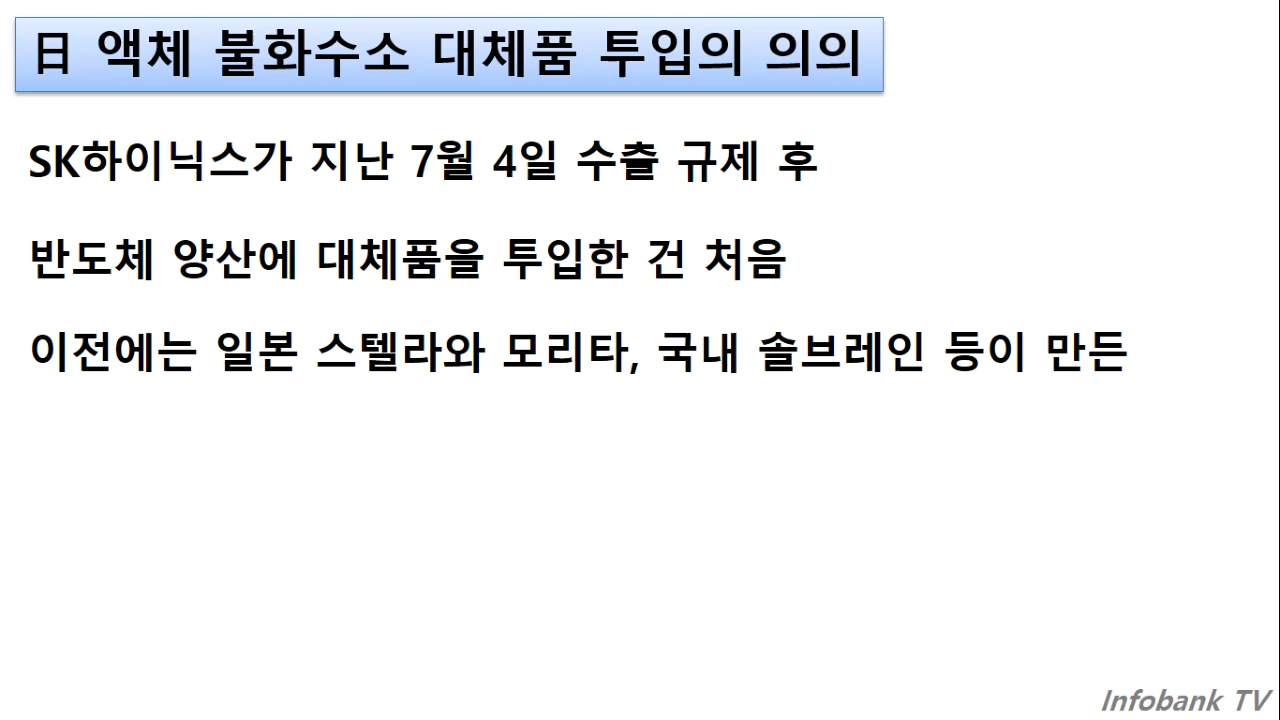 日 액체 불화수소 대체품 투입의 의의
SK하이닉스가 지난 7월 4일 수출 규제 후
반도체 양산에 대체품을 투입한 건 처음
이전에는 일본 스텔라와 모리타, 국내 솔브레인 등이 만든
Infobank TV